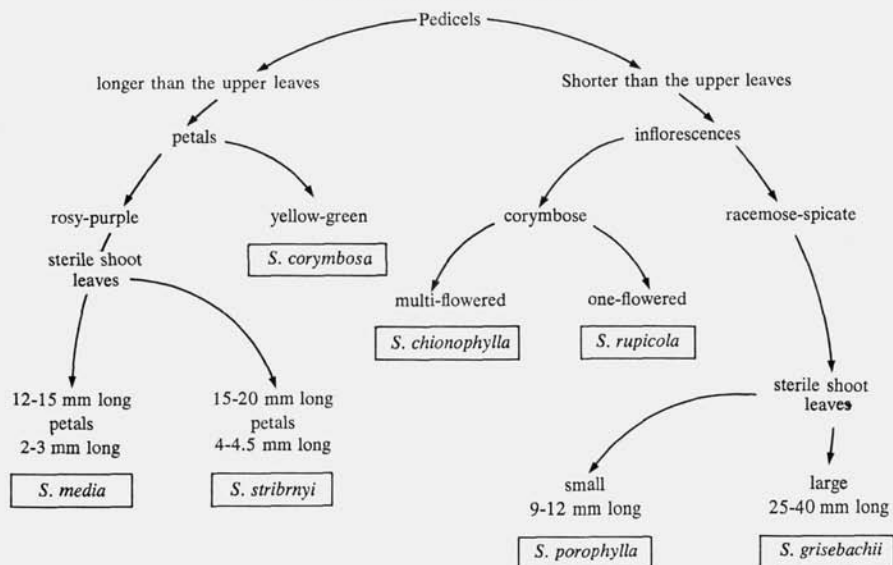 Pedicels
longer than the upper leaves
Shorter than the upper leaves
petals
inflorescences
rosy-purple
yellow-green
corymbose
racemose-spicate
S. corymbosa
sterile shoot
leaves
multi-flowered
one-flowered
S. chionophylla
S. rupicola
12-15 mm long
petals
2-3 mm long
15-20 mm long
petals
4-4.5 mm long
sterile shoot
leaves
S. media
S. stribrnyi
small
9-12 mm long
large
25-40 mm long
S. porophylla
S. grisebachii